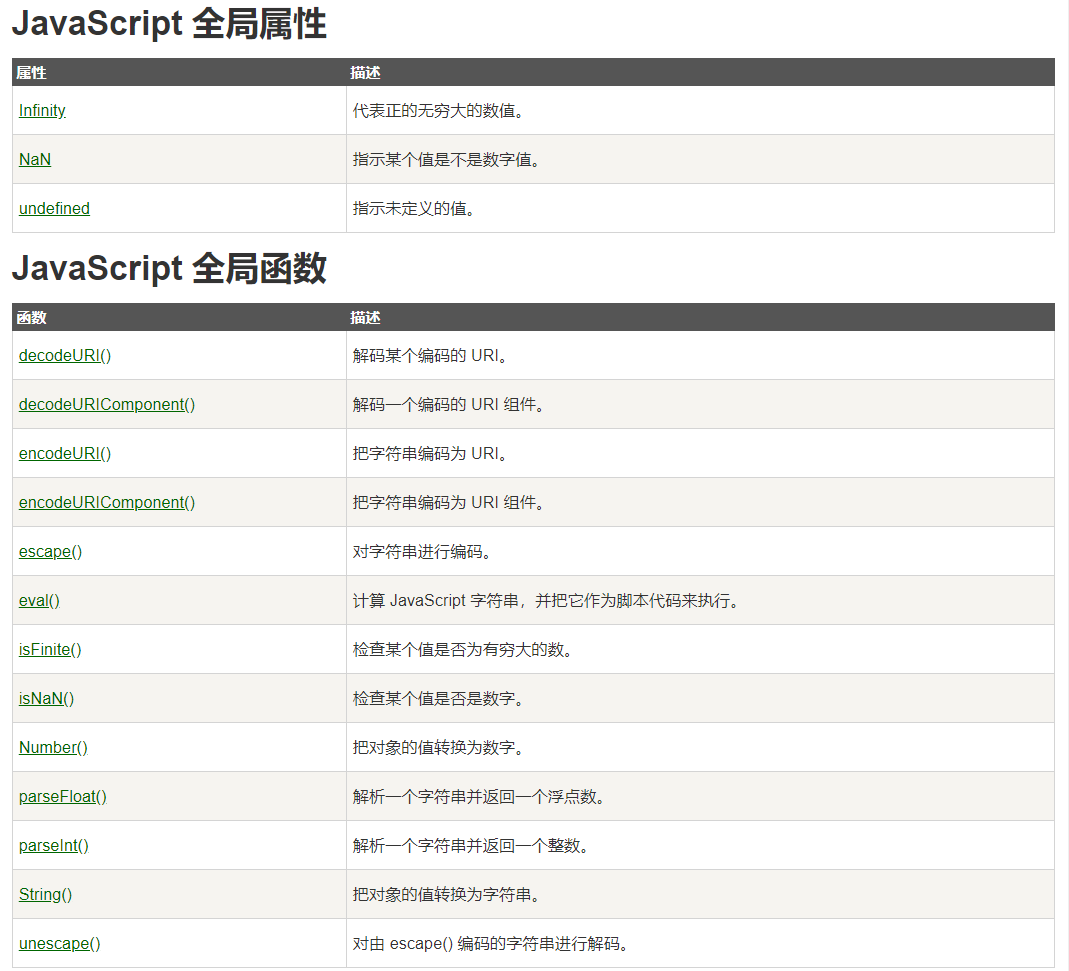 JavaScript 全局属性
属性 描述
Infinity 代表正的无穷大的数值。
NaN 指示某个值是不是数字值。
undefined 指示未定义的值。
JavaScript 全局函数
函数 描述
decodeURI() 解码某个编码的 URI。
decodeURIComponent() 解码一个编码的 URI 组件。
encodeURI() 把字符串编码为 URI。
encodeURIComponent() 把字符串编码为 URI 组件。
escape() 对字符串进行编码。
eval() 计算 JavaScript 字符串，并把它作为脚本代码来执行。
isFinite() 检查某个值是否为有穷大的数。
isNaN() 检查某个值是否是数字。
Number() 把对象的值转换为数字。
parseFloat() 解析一个字符串并返回一个浮点数。
parseInt() 解析一个字符串并返回一个整数。
String() 把对象的值转换为字符串。
unescape() 对由 escape() 编码的字符串进行解码。